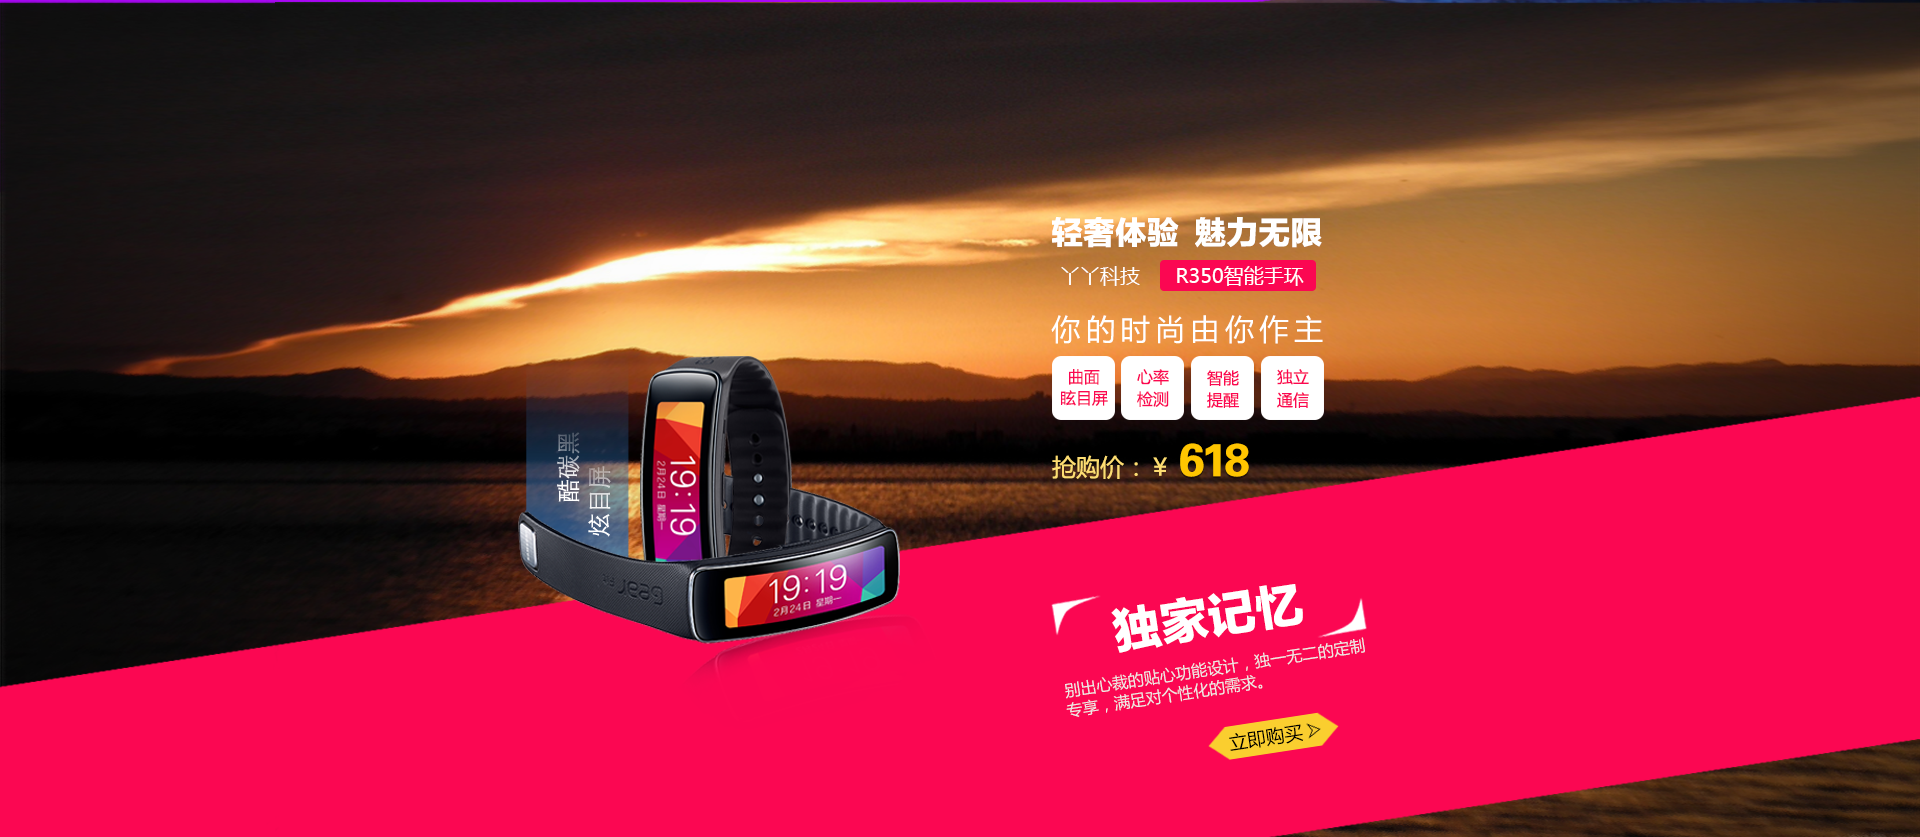 轻奢体验 魅力无限
丫丫科技 R350智能手环
你的时尚由你作主
曲面
眩目屏
心率
检测
智能
提醒
独立
通信
抢购价：¥ 618
酷碳黑
炫目屏
19:19
2月24日 星期一
19:19
2月24日 星期一
Gear Fit
独家记忆
别出心裁的贴心功能设计，独一无二的定制
专享，满足对个性化的需求。
立即购买